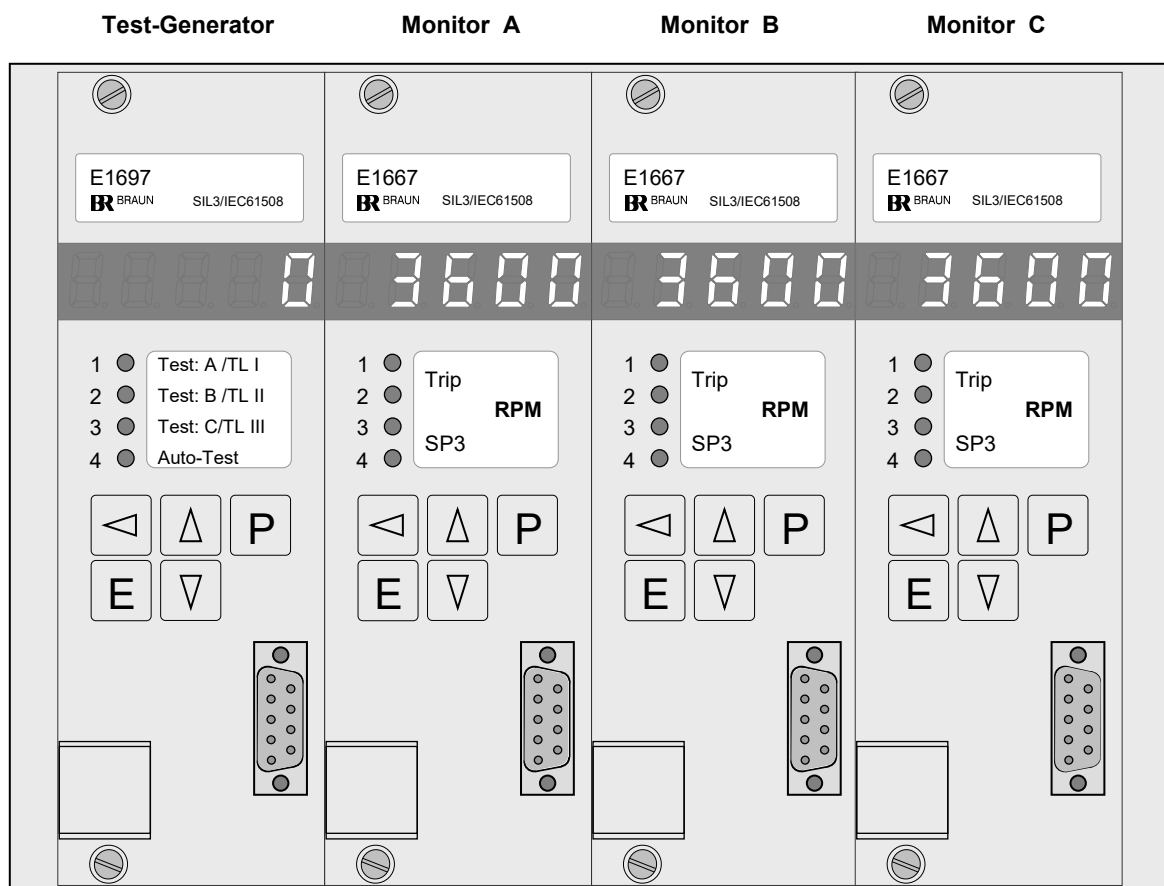 Test-Generator Monitor A Monitor B Monitor C
E1697
BR BRAUN SIL3/IEC61508
0
1 Test: A /TL I
2 Test: B /TL II
3 Test: C/TL III
4 Auto-Test
P
E
E1667
BR BRAUN SIL3/IEC61508
3600
1
Trip
2
RPM
3
SP3
4
P
E
E1667
BR BRAUN SIL3/IEC61508
3600
1
Trip
2
RPM
3
SP3
4
P
E
E1667
BR BRAUN SIL3/IEC61508
3600
1
Trip
2
RPM
3
SP3
4
P
E